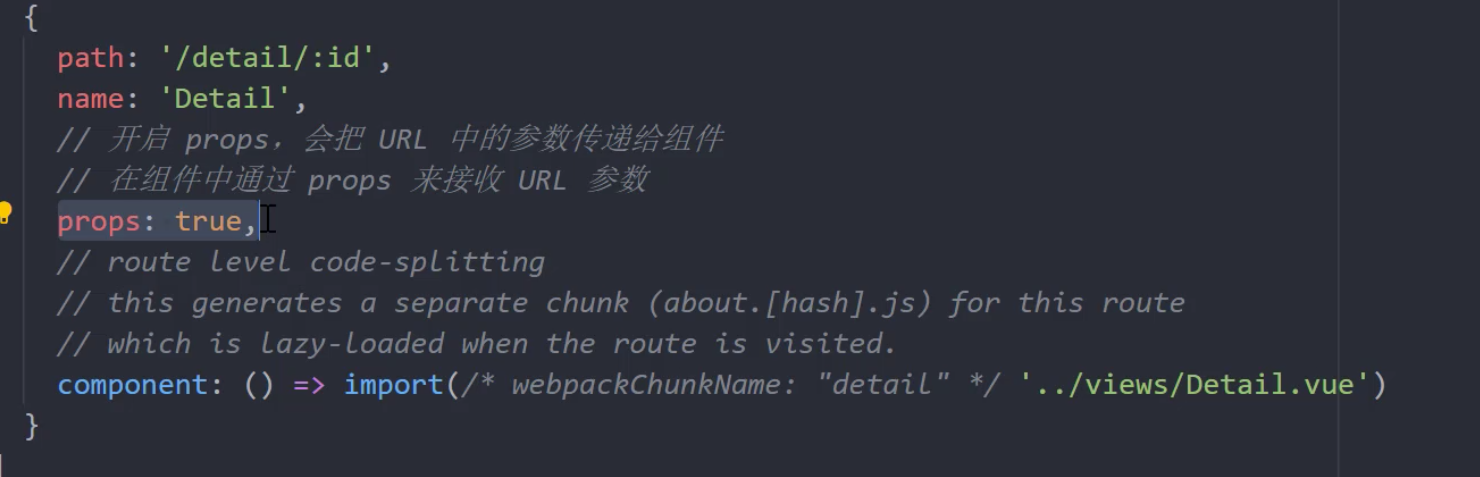 {
path: '/detail/:id',
name: 'Detail',
// 开启 props，会把 URL 中的参数传递给组件
// 在组件中通过 props 来接收 URL 参数
props: true,
// route level code-splitting
// this generates a separate chunk (about.[hash].js) for this route
// which is lazy-loaded when the route is visited.
component: () => import(/* webpackChunkName: "detail" */ '../views/Detail.vue')
}